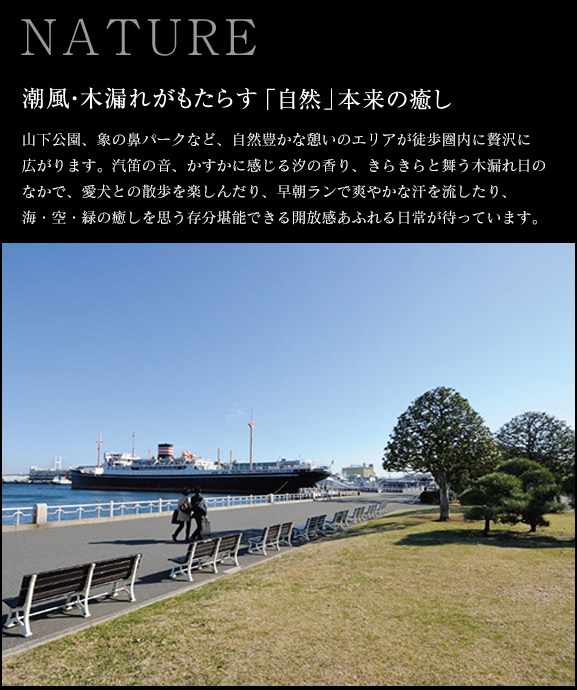 NATURE
潮風・木漏れがもたらす「自然」本来の癒し
山下公園、象の鼻パークなど、自然豊かな憩いのエリアが徒歩圏内に贅沢に
広がります。汽笛の音、かすかに感じる汐の香り、きらきらと舞う木漏れ日の
なかで、愛犬との散歩を楽しんだり、早朝ランで爽やかな汗を流したり、
海・空・緑の癒しを思う存分堪能できる開放感あふれる日常が待っています。